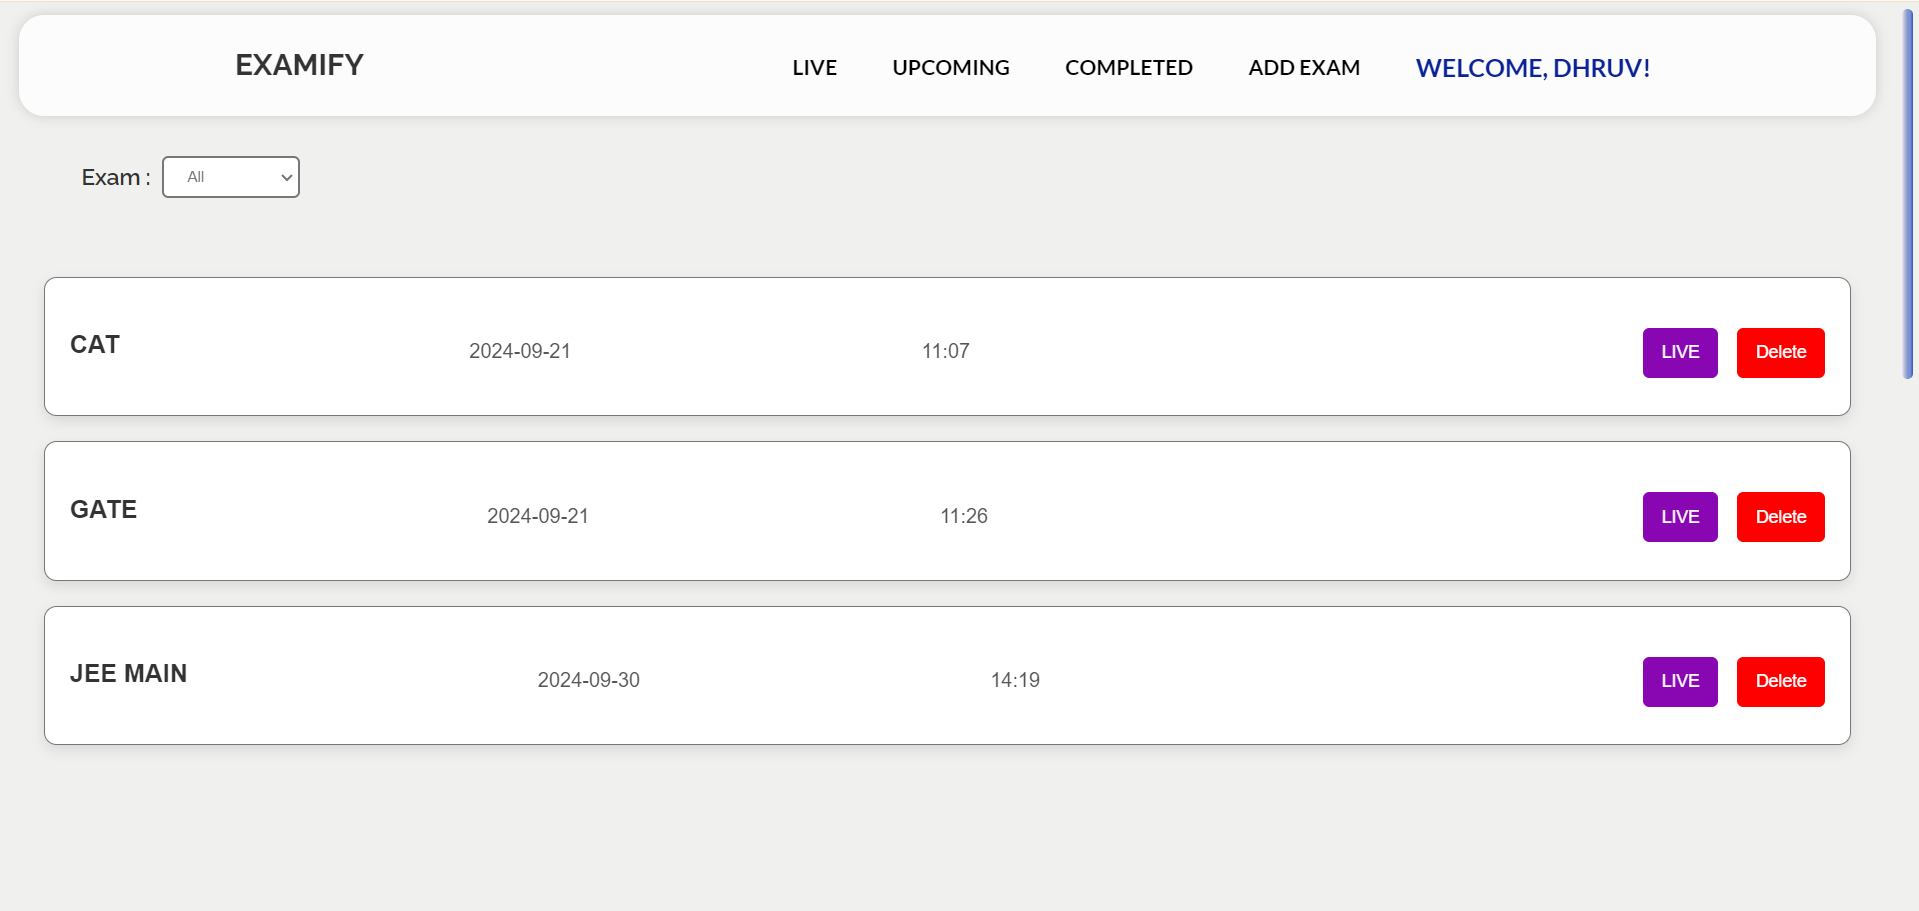 EXAMIFY LIVE UPCOMING COMPLETED ADD EXAM WELCOME, DHRUV!
Exam : All
CAT 2024-09-21 11:07 LIVE Delete
GATE 2024-09-21 11:26 LIVE Delete
JEE MAIN 2024-09-30 14:19 LIVE Delete